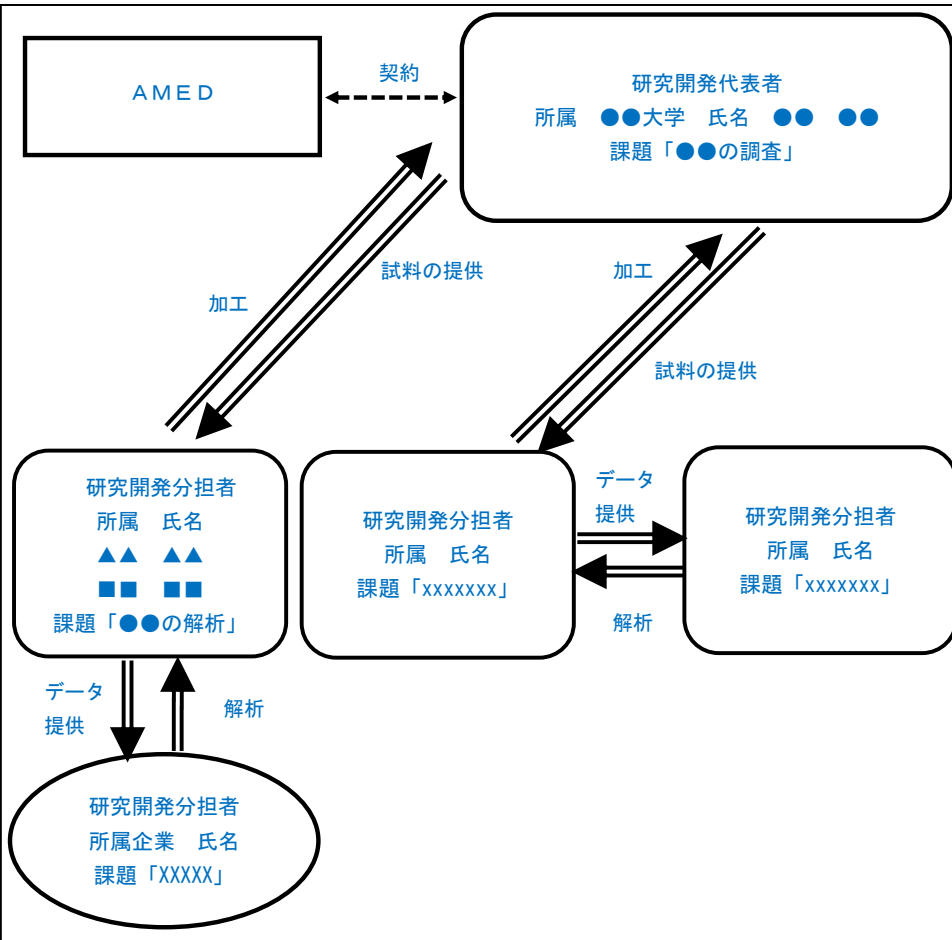 ＡＭＥＤ
契約
研究開発代表者
所属　●●大学　氏名　●●　●●
課題「●●の調査」
加工
試料の提供
加工
試料の提供
研究開発分担者
所属　氏名
▲▲　▲▲
■■　■■
課題「●●の解析」
研究開発分担者
所属　氏名
課題「xxxxxxx」
データ
提供
解析
研究開発分担者
所属　氏名
課題「xxxxxxx」
データ
提供
解析
研究開発分担者
所属企業　氏名
課題「XXXXX」